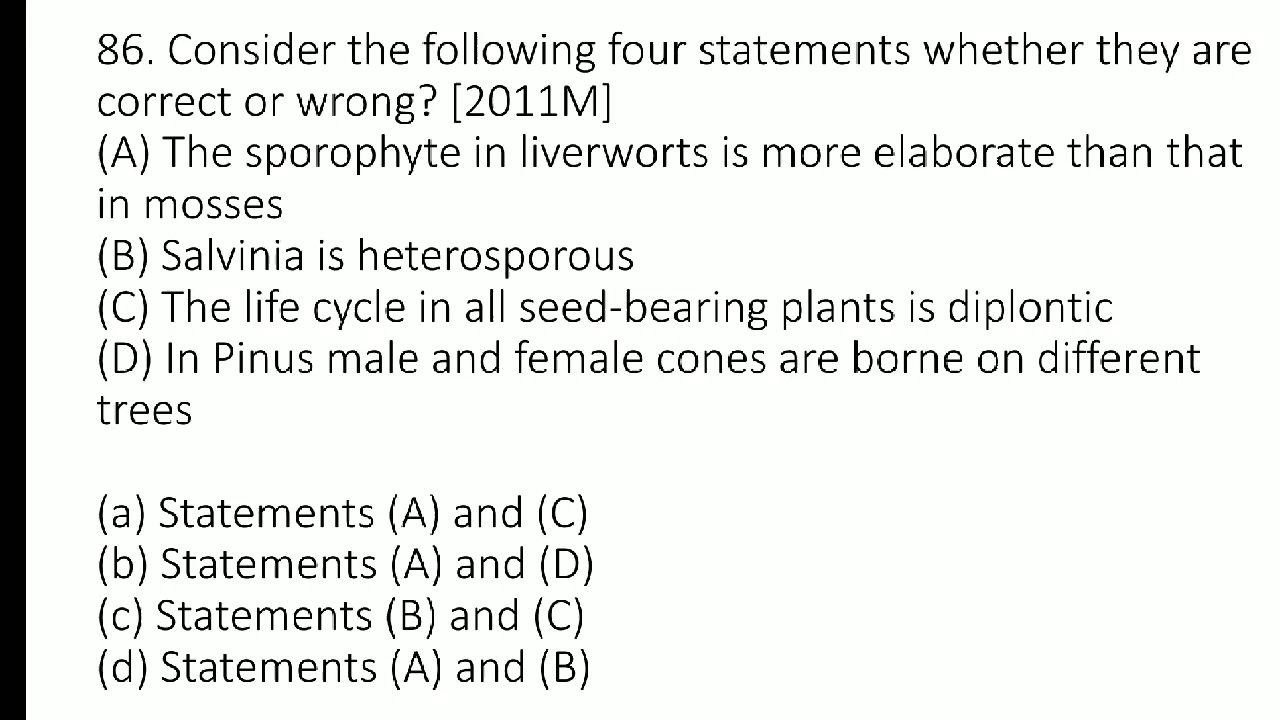 86. Consider the following four statements whether they are
correct or wrong? [2011M]
(A) The sporophyte in liverworts is more elaborate than that
in mosses
(B) Salvinia is heterosporous
(C) The life cycle in all seed-bearing plants is diplontic
(D) In Pinus male and female cones are borne on different
trees
(a) Statements (A) and (C)
(b) Statements (A) and (D)
(c) Statements (B) and (C)
(d) Statements (A) and (B)